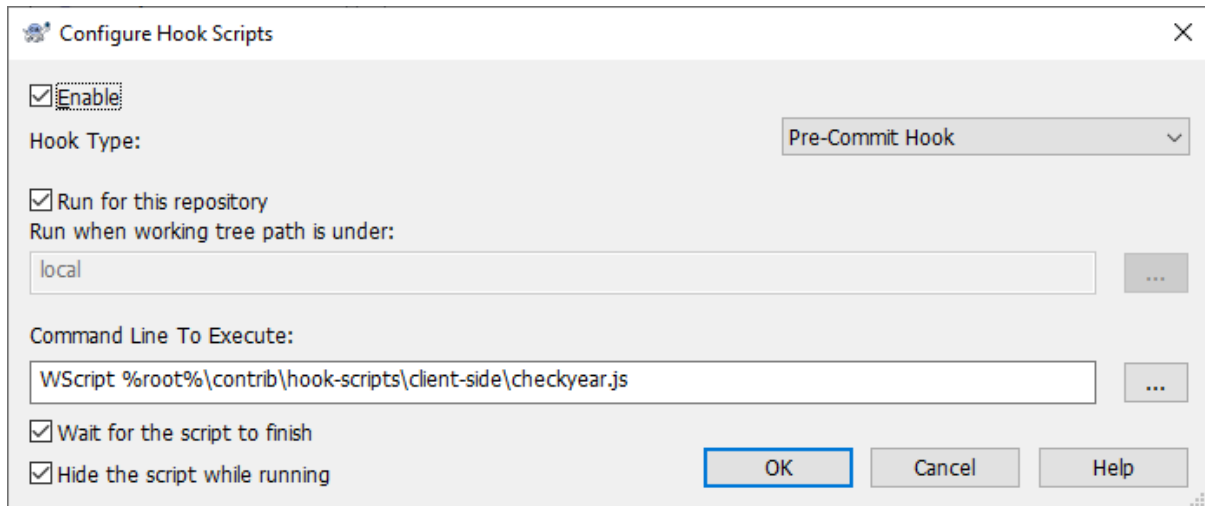 Configure Hook Scripts
Enable
Hook Type:
Pre-Commit Hook
Run for this repository
Run when working tree path is under:
local
...
Command Line To Execute:
WScript %root%\contrib\hook-scripts\client-side\checkyear.js
...
Wait for the script to finish
Hide the script while running
OK
Cancel
Help